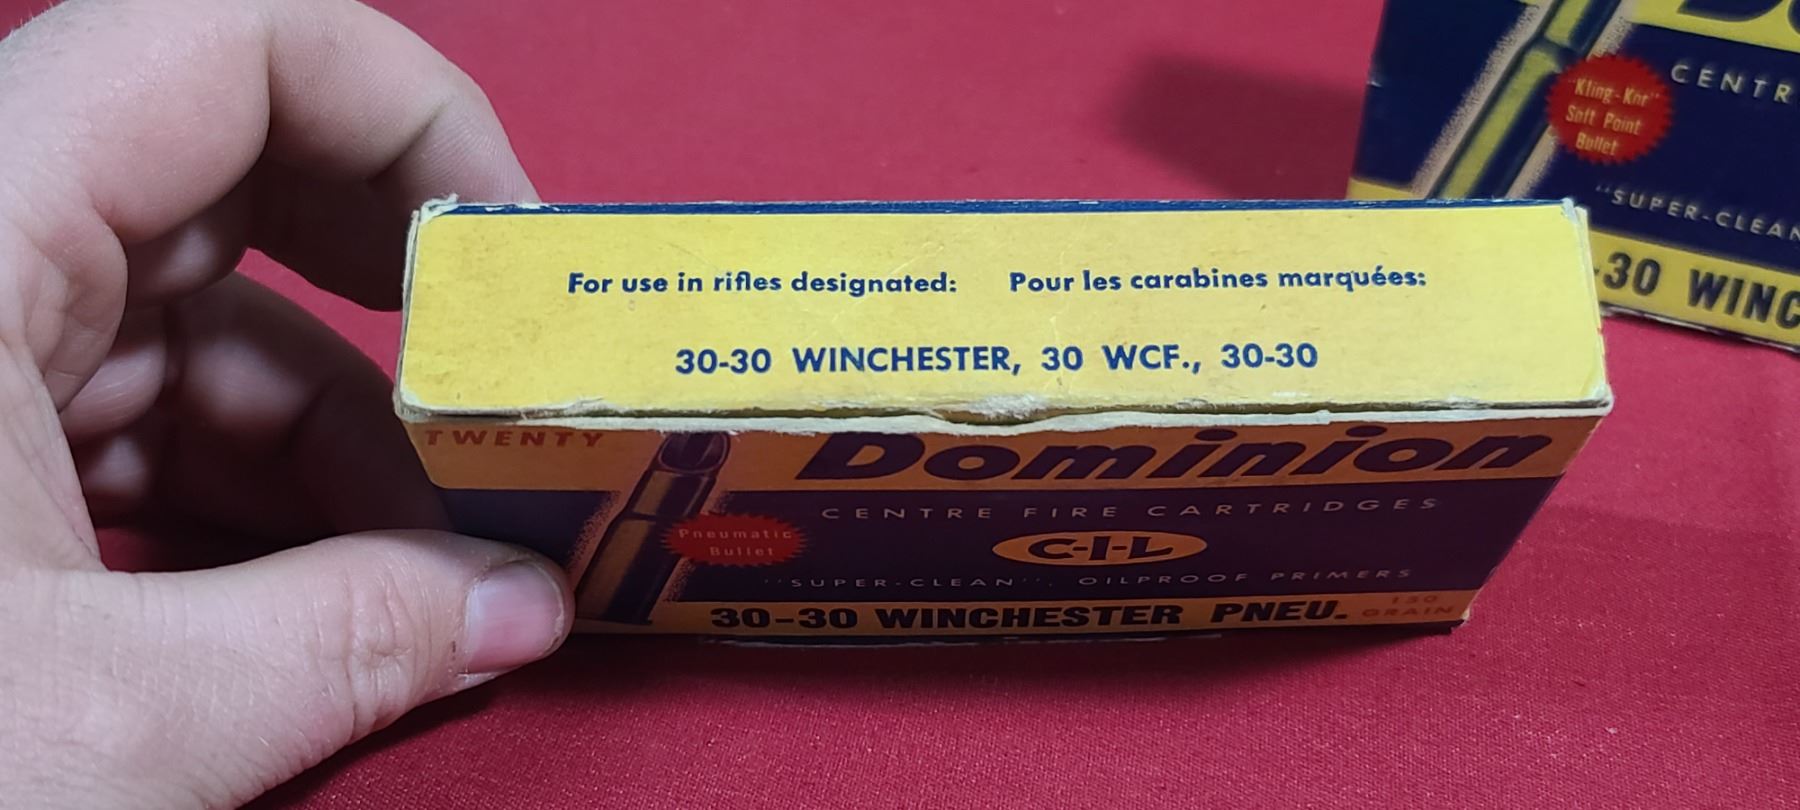 For use in rifles designated: Pour les carabines marquées:
30-30 WINCHESTER, 30 WCF., 30-30
TWENTY
Dominion
CENTRE FIRE CARTRIDGES
Pneumatic
Bullet
C-I-L
"SUPER-CLEAN", OILPROOF PRIMERS
30-30 WINCHESTER PNEU. 150
GRAIN
CENTR
"Kling-Kor"
Soft Point
Bullet
"SUPER-CLEAN
-30 WINC